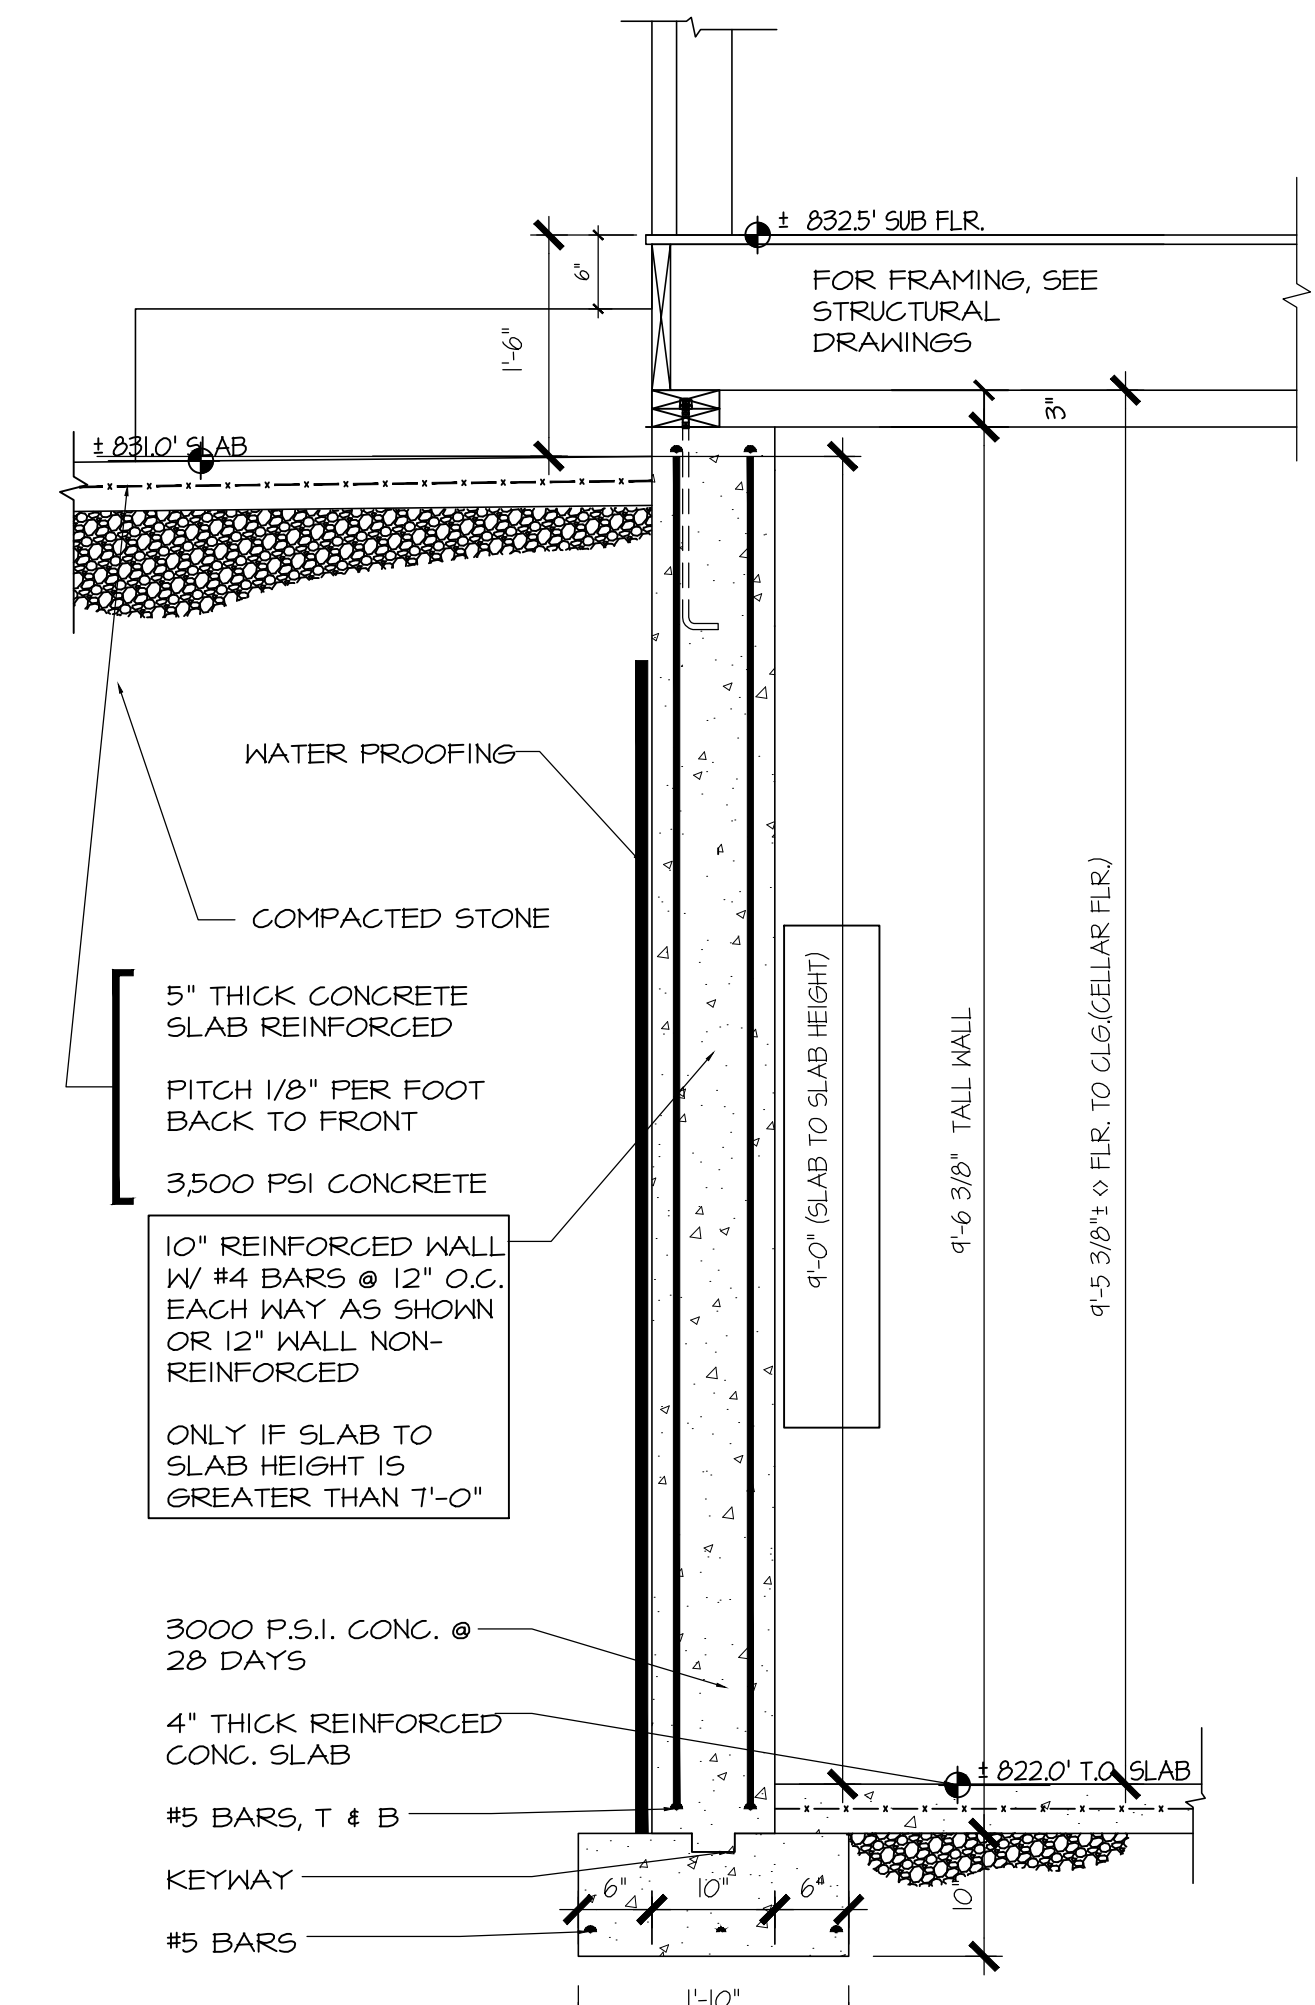 ± 832.5' SUB FLR.
6"
FOR FRAMING, SEE
STRUCTURAL
DRAWINGS
1'-6"
3"
± 831.0' SLAB
WATER PROOFING
COMPACTED STONE
5" THICK CONCRETE
SLAB REINFORCED
PITCH 1/8" PER FOOT
BACK TO FRONT
3,500 PSI CONCRETE
10" REINFORCED WALL
W/ #4 BARS @ 12" O.C.
EACH WAY AS SHOWN
OR 12" WALL NON-
REINFORCED
ONLY IF SLAB TO
SLAB HEIGHT IS
GREATER THAN 7'-0"
9'-0" (SLAB TO SLAB HEIGHT)
9'-6 3/8" TALL WALL
9'-5 3/8"± ◇ FLR. TO CLG.(CELLAR FLR.)
3000 P.S.I. CONC. @
28 DAYS
4" THICK REINFORCED
CONC. SLAB
± 822.0' T.O. SLAB
#5 BARS, T & B
KEYWAY
6" 10" 6"
10"
#5 BARS
1'-10"